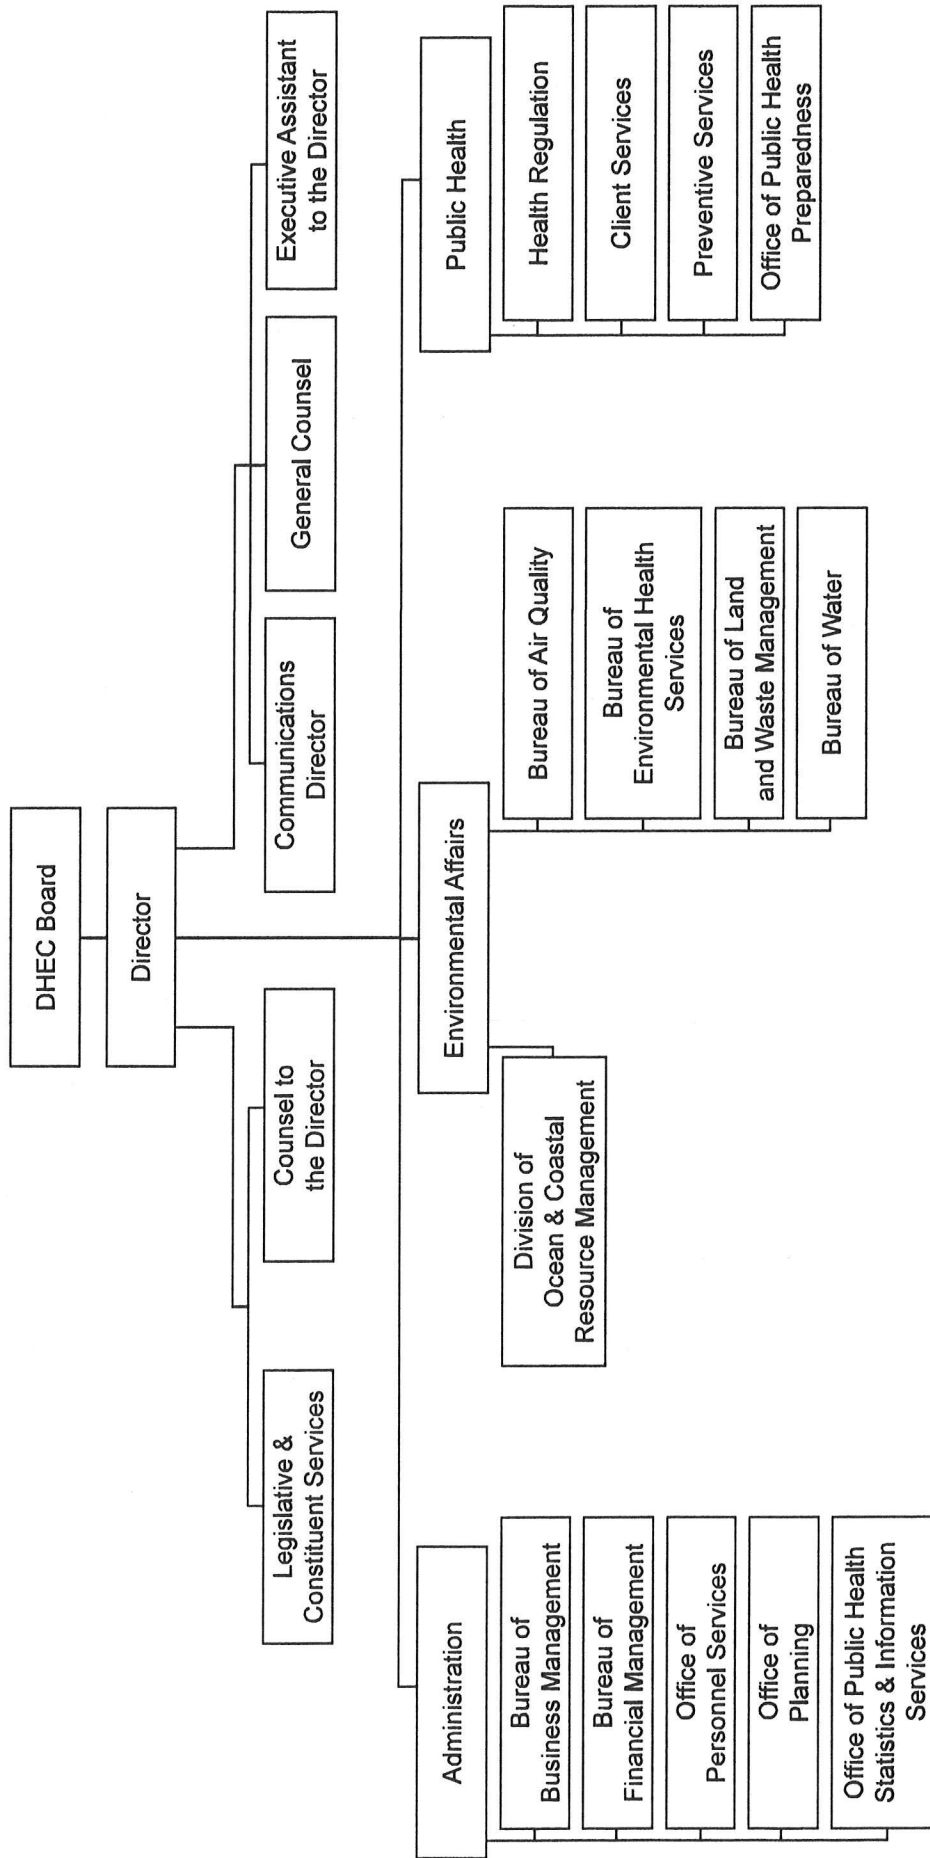 DHEC Board
Director
Legislative &
Constituent Services
Counsel to
the Director
Communications
Director
General Counsel
Executive Assistant
to the Director
Administration
Bureau of
Business Management
Bureau of
Financial Management
Office of
Personnel Services
Office of
Planning
Office of Public Health
Statistics & Information
Services
Environmental Affairs
Division of
Ocean & Coastal
Resource Management
Bureau of Air Quality
Bureau of
Environmental Health
Services
Bureau of Land
and Waste Management
Bureau of Water
Public Health
Health Regulation
Client Services
Preventive Services
Office of Public Health
Preparedness